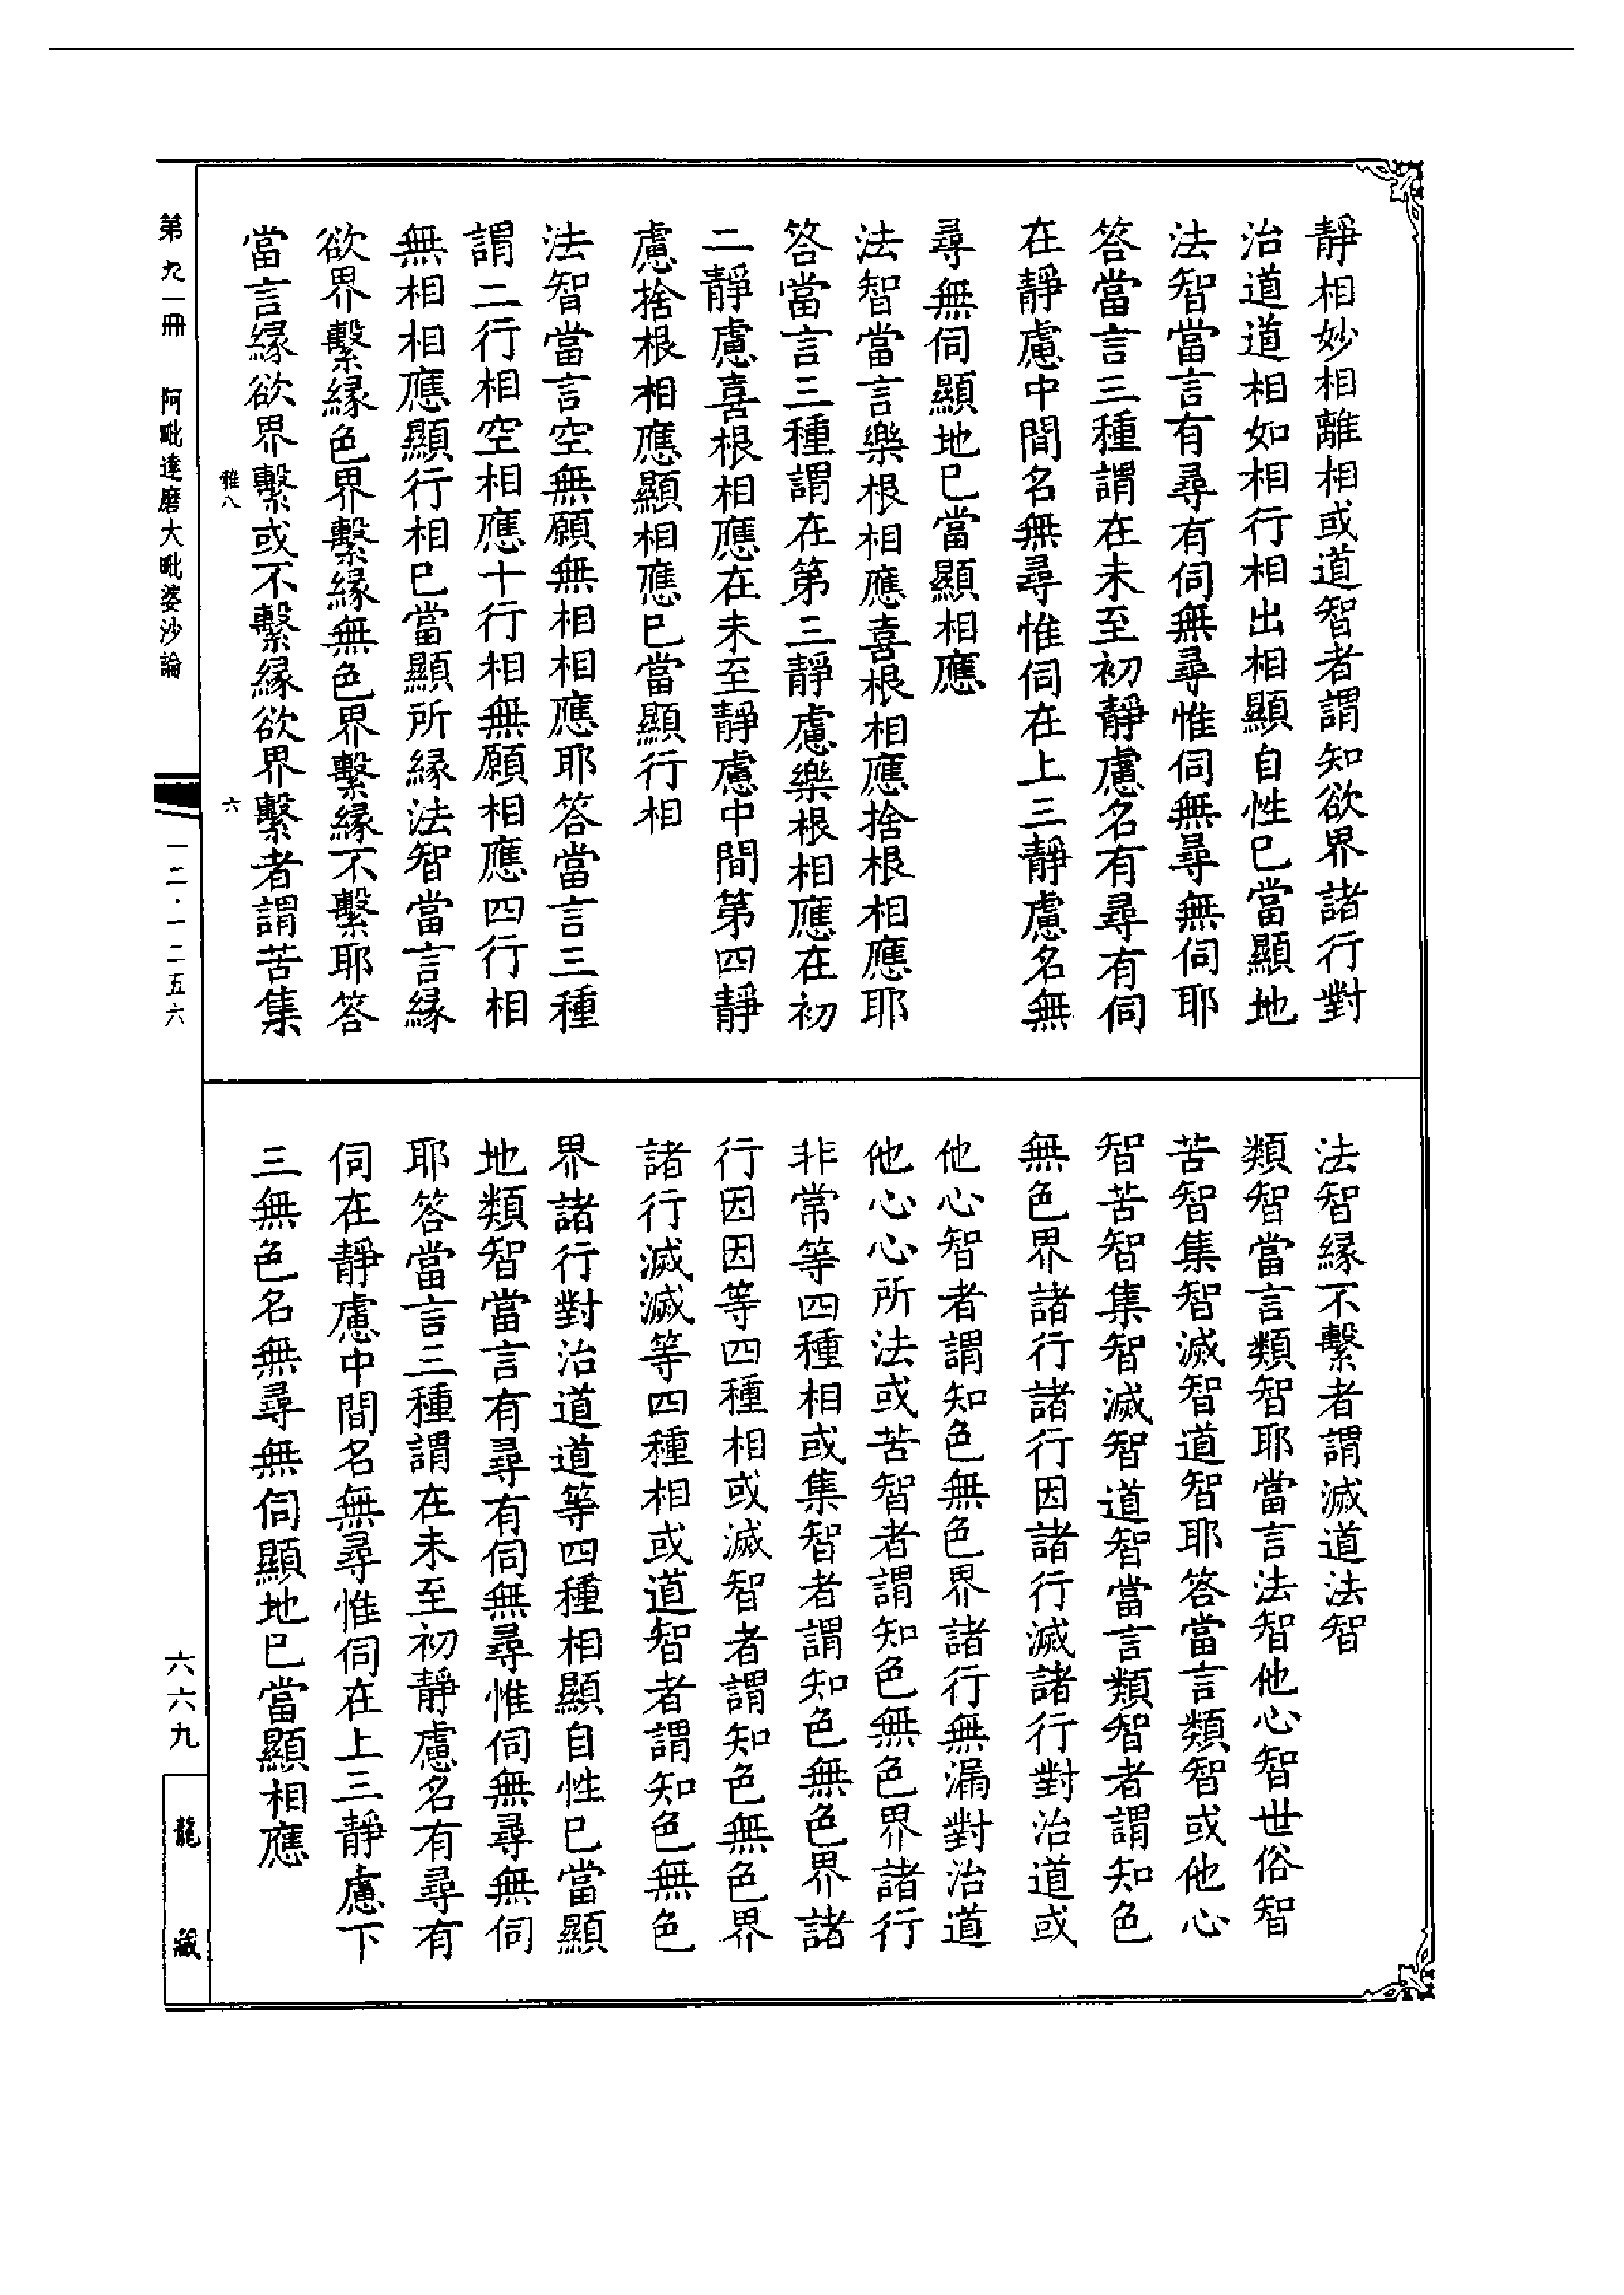 靜相妙相離相或道智者謂知欲界諸行對
治道道相如相行相出相顯自性已當顯地
法智當言有尋有伺無尋惟伺無尋無伺耶
答當言三種謂在未至初靜慮名有尋有伺
在靜慮中間名無尋惟伺在上三靜慮名無
尋無伺顯地已當顯相應
法智當言樂根相應喜根相應捨根相應耶
答當言三種謂在第三靜慮樂根相應在初
二靜慮喜根相應在未至靜慮中間第四靜
慮捨根相應顯相應已當顯行相
法智當言空無願無相相應耶答當言三種
謂二行相空相應十行相無願相應四行相
無相相應顯行相已當顯所緣法智當言緣
欲界繫緣色界繫緣無色界繫緣不繫耶答
當言緣欲界繫或不繫緣欲界繫者謂苦集
法智緣不繫者謂滅道法智
類智當言類智耶當言法智他心智世俗智
苦智集智滅智道智耶答當言類智或他心
智苦智集智滅智道智當言類智者謂知色
無色界諸行諸行因諸行滅諸行對治道或
他心智者謂知色無色界諸行無漏對治道
他心心所法或苦智者謂知色無色界諸行
非常等四種相或集智者謂知色無色界諸
行因因等四種相或滅智者謂知色無色界
諸行滅滅等四種相或道智者謂知色無色
界諸行對治道道等四種相顯自性已當顯
地類智當言有尋有伺無尋惟伺無尋無伺
耶答當言三種謂在未至初靜慮名有尋有
伺在靜慮中間名無尋惟伺在上三靜慮下
三無色名無尋無伺顯地已當顯相應
雅八
六
第九一冊 阿毗達磨大毗婆沙論
一二·一二五六
六六九
龍藏